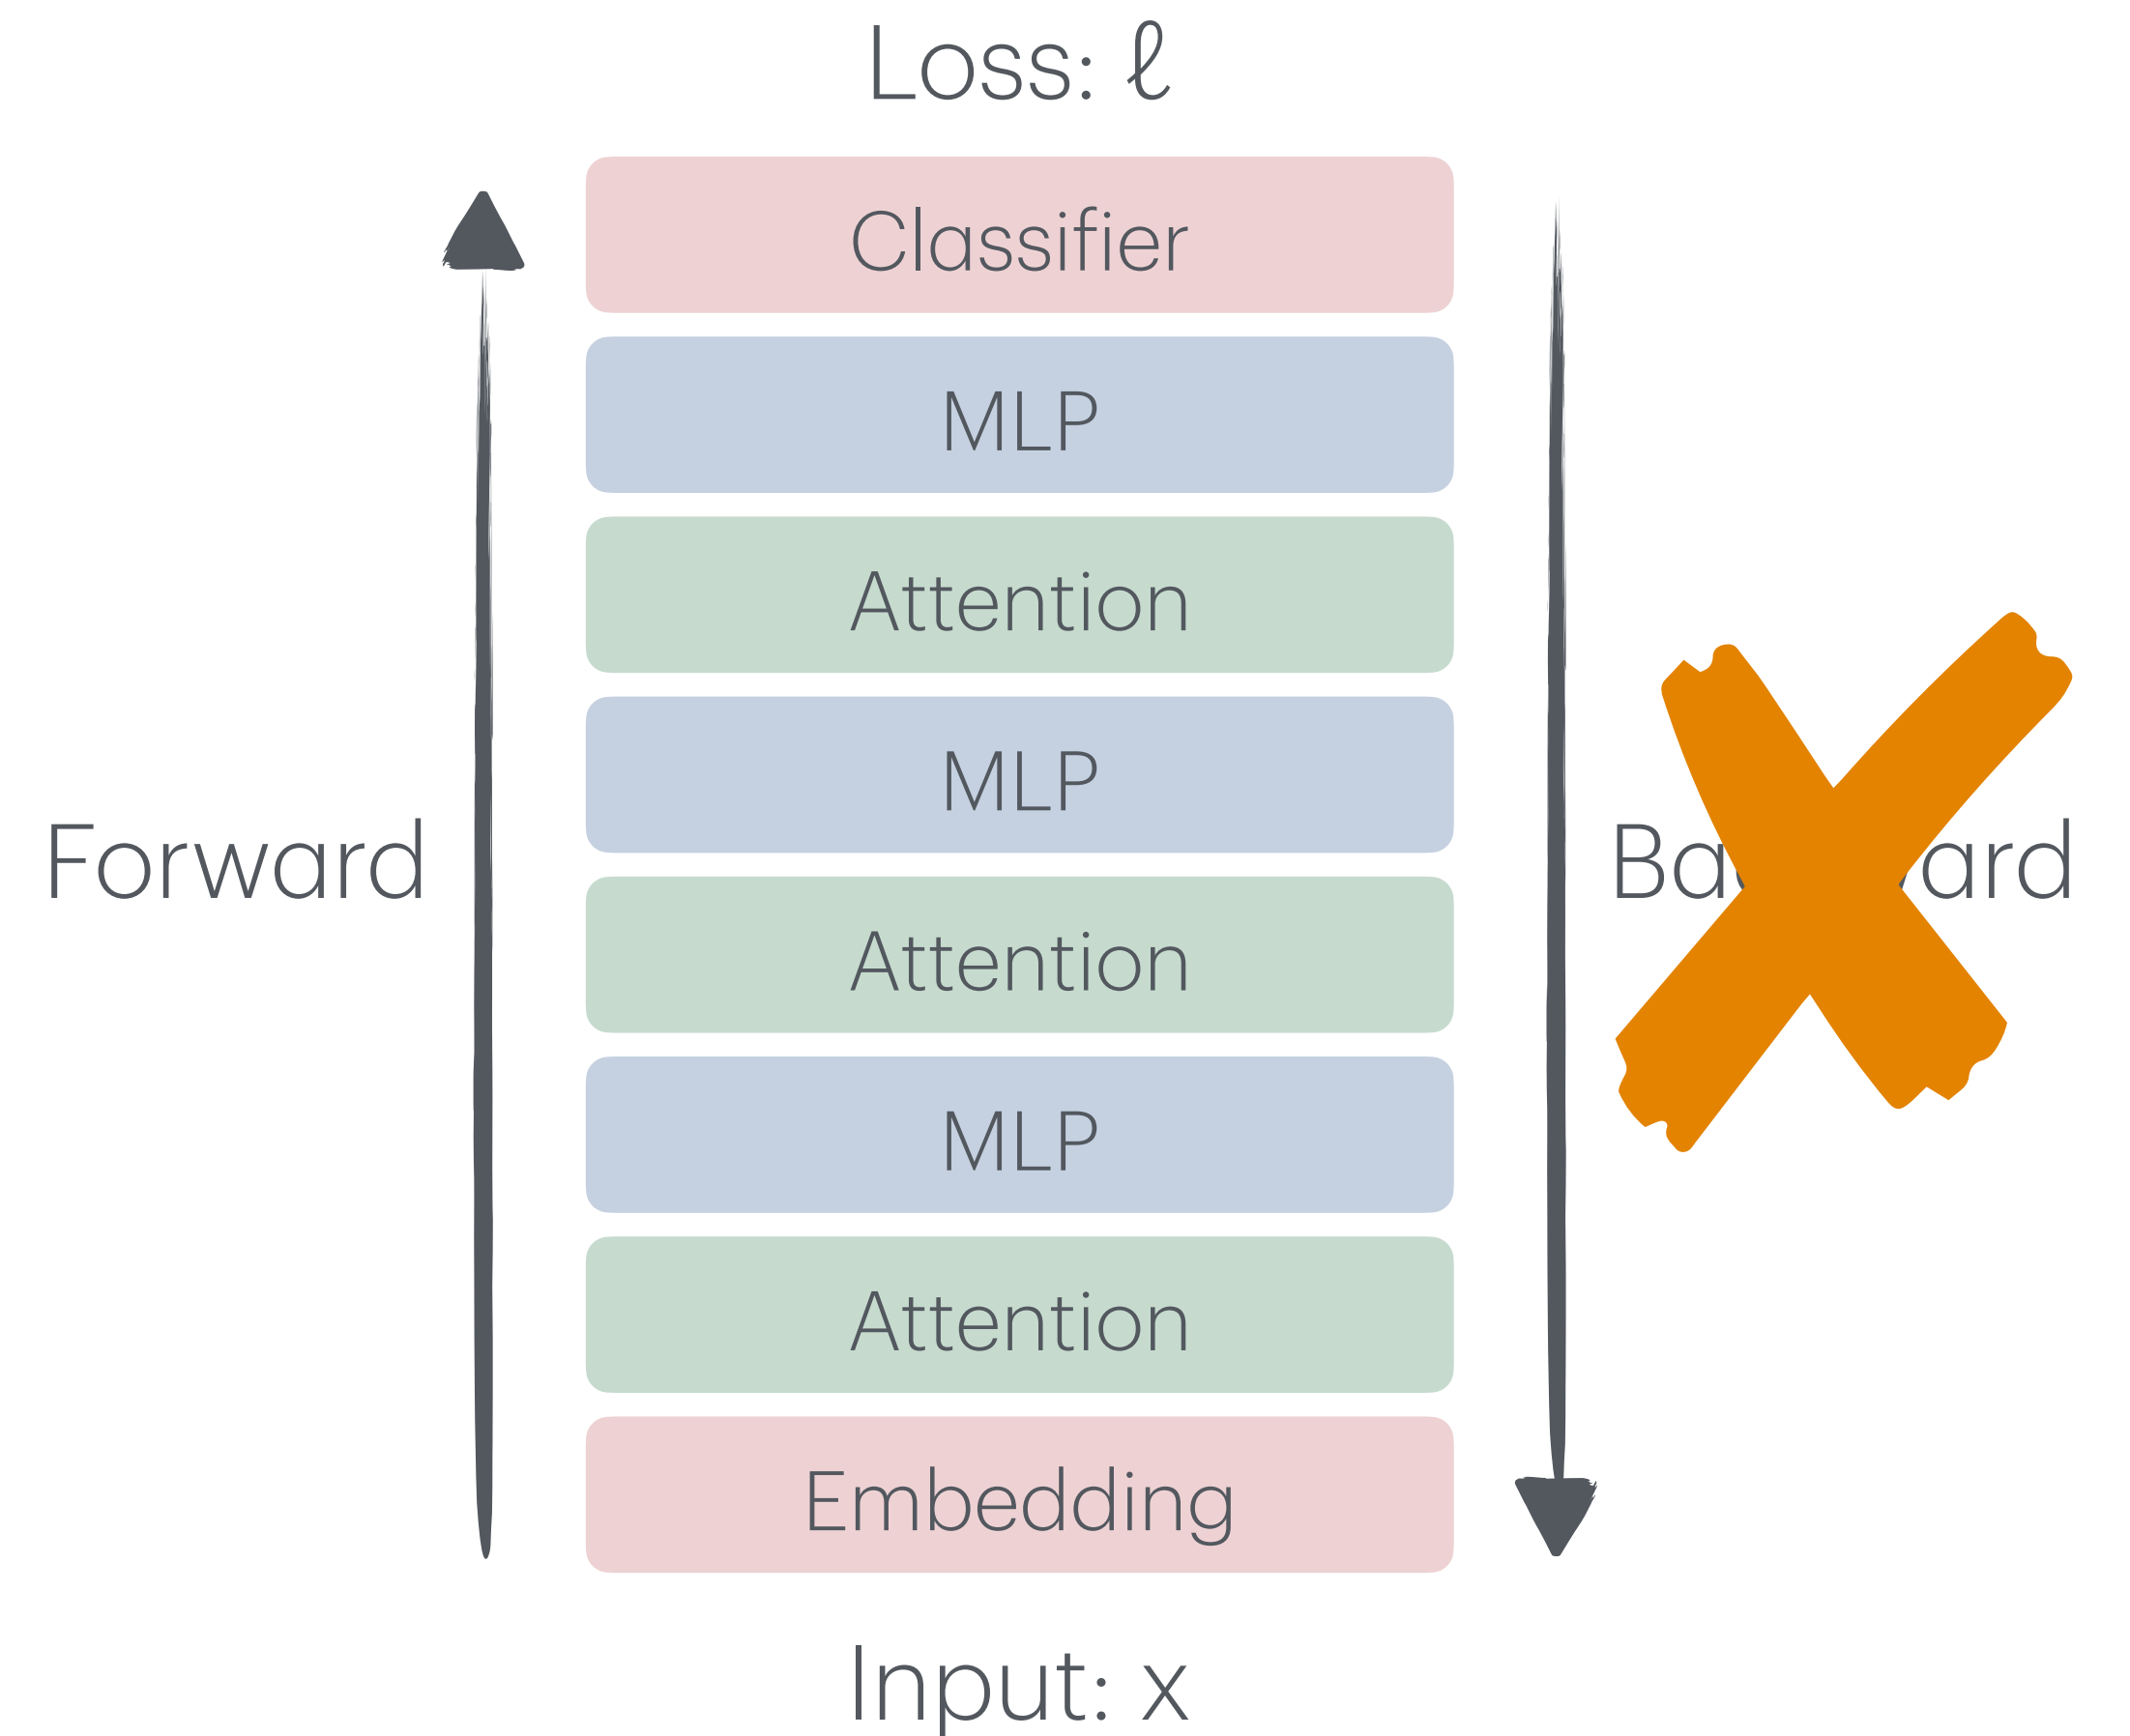 Loss: ℓ
Classifier
MLP
Attention
MLP
Forward
Attention
MLP
Attention
Embedding
Input: x